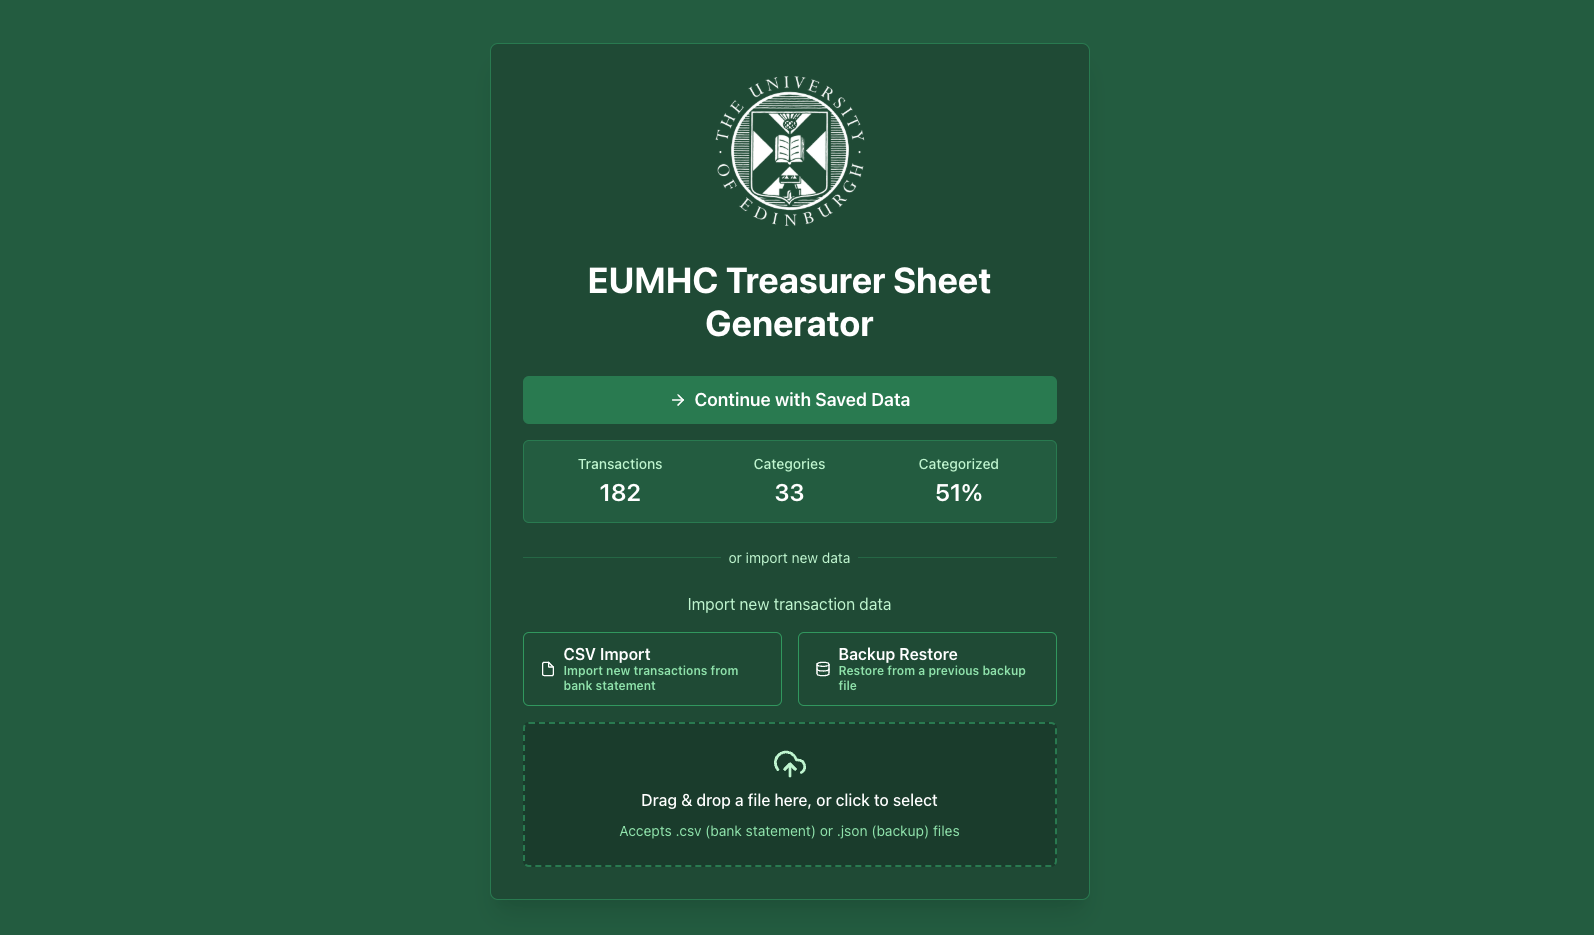 THE UNIVERSITY
OF EDINBURGH
EUMHC Treasurer Sheet
Generator
Continue with Saved Data
Transactions Categories Categorized
182 33 51%
or import new data
Import new transaction data
CSV Import
Import new transactions from
bank statement
Backup Restore
Restore from a previous backup
file
Drag & drop a file here, or click to select
Accepts .csv (bank statement) or .json (backup) files